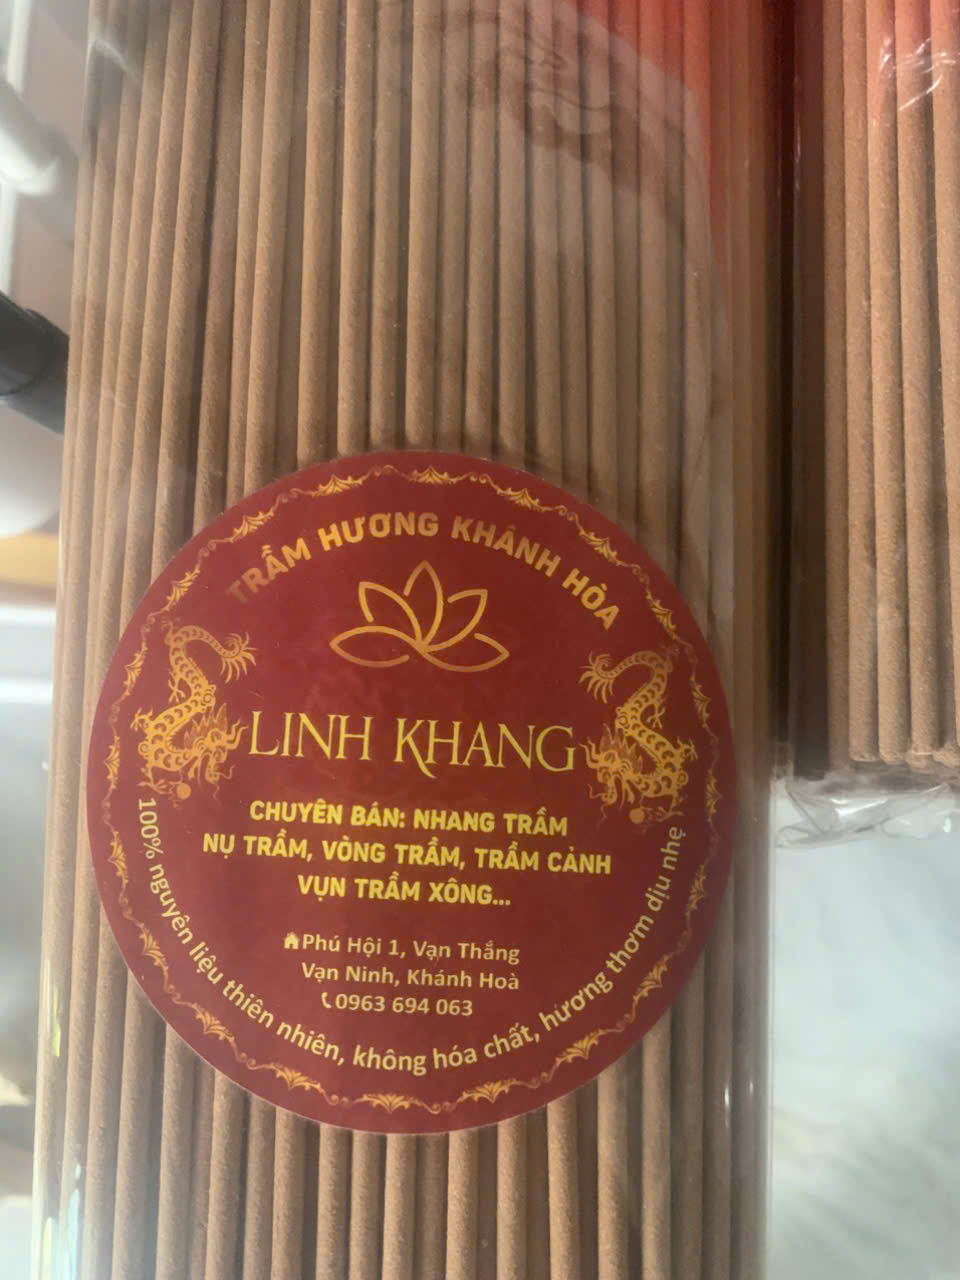 TRẦM HƯƠNG KHÁNH HÒA
LINH KHANG
CHUYÊN BÁN: NHANG TRẦM
NỤ TRẦM, VÒNG TRẦM, TRẦM CẢNH
VỤN TRẦM XÔNG...
Phú Hội 1, Vạn Thắng
Vạn Ninh, Khánh Hoà
0963 694 063
100% nguyên liệu thiên nhiên, không hóa chất, hương thơm dịu nhẹ